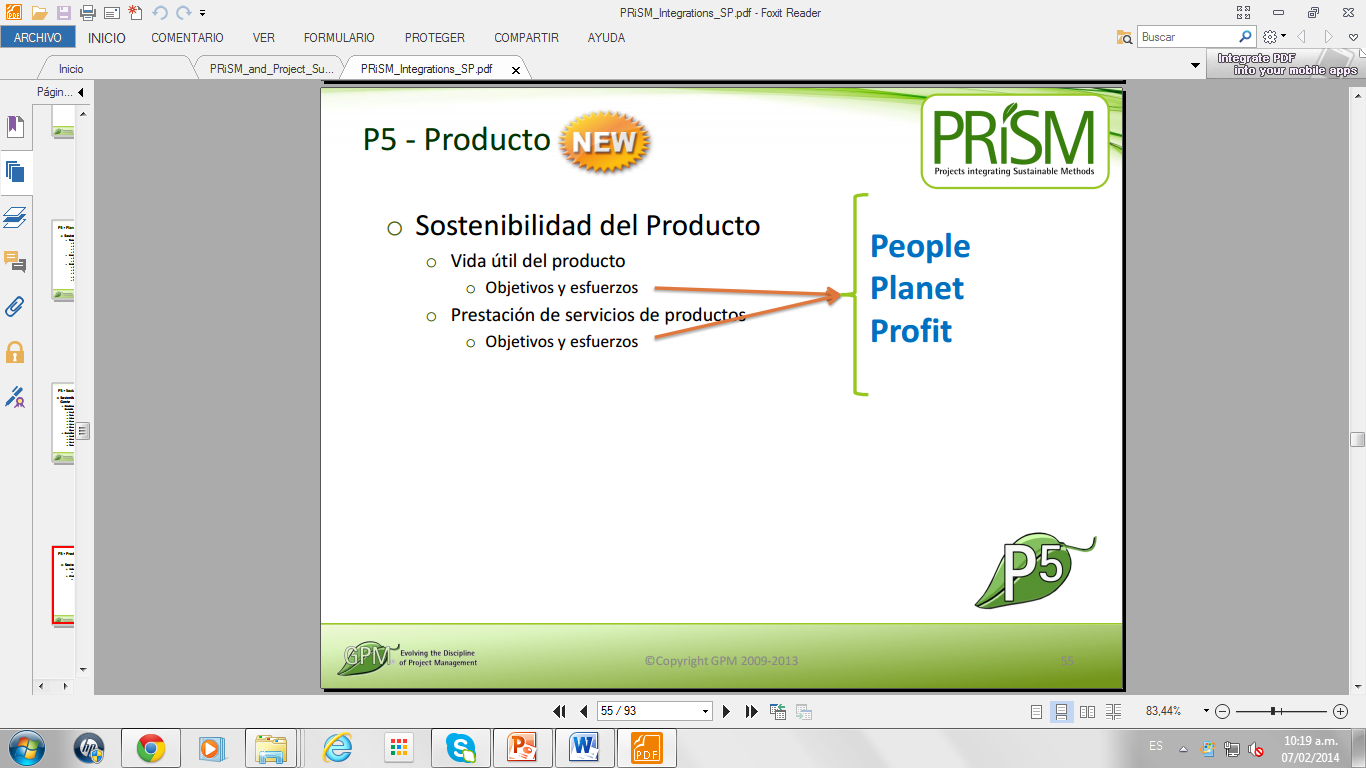 PRiSM_Integrations_SP.pdf - Foxit Reader
ARCHIVO INICIO COMENTARIO VER FORMULARIO PROTEGER COMPARTIR AYUDA
Buscar
Inicio PRiSM_and_Project_Su... PRiSM_Integrations_SP.pdf
Integrate PDF
into your mobile apps
Págin...
P5 - Producto NEW
PRiSM
Projects integrating Sustainable Methods
Sostenibilidad del Producto
Vida útil del producto
Objetivos y esfuerzos
Prestación de servicios de productos
Objetivos y esfuerzos
People
Planet
Profit
P5
GPM
Evolving the Discipline
of Project Management
©Copyright GPM 2009-2013
55
55 / 93
83,44%
ES
10:19 a.m.
07/02/2014